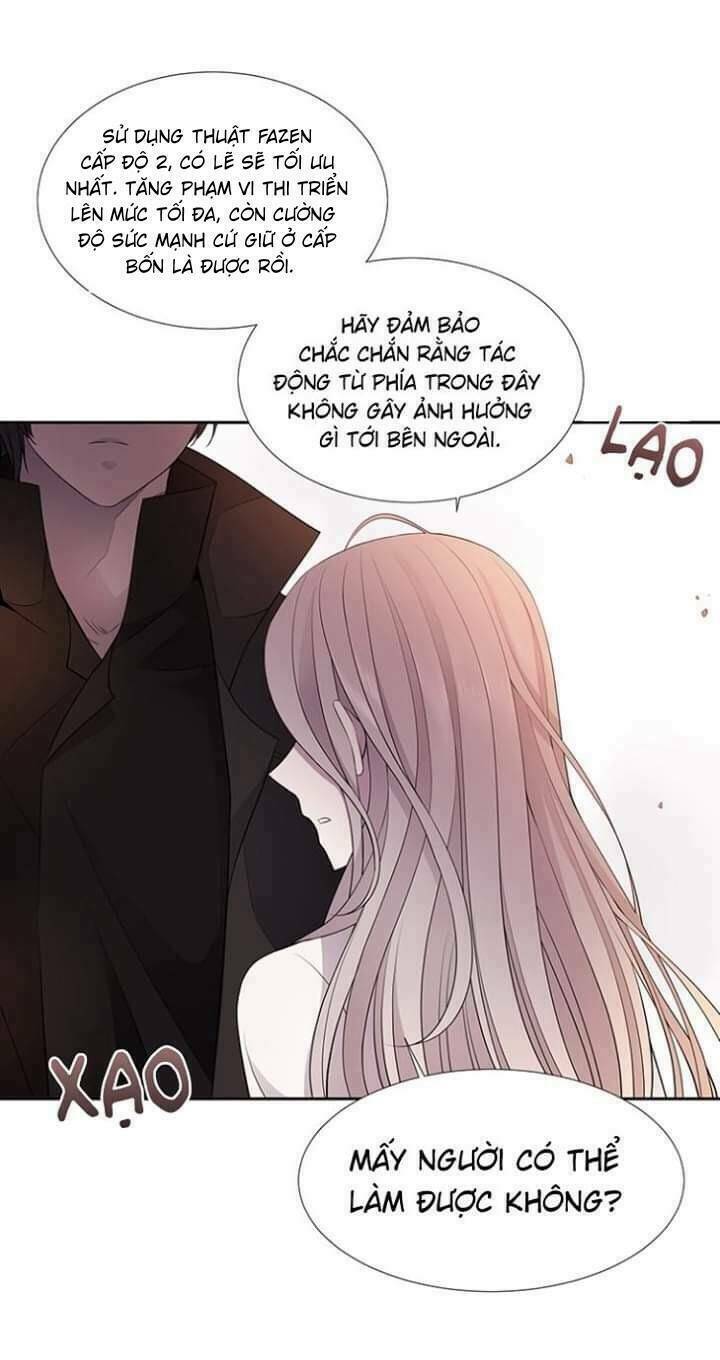 SỬ DỤNG THUẬT FAZEN
CẤP ĐỘ 2, CÓ LẼ SẼ TỐI ƯU
NHẤT. TĂNG PHẠM VI THI TRIỂN
LÊN MỨC TỐI ĐA, CÒN CƯỜNG
ĐỘ SỨC MẠNH CỨ GIỮ Ở CẤP
BỐN LÀ ĐƯỢC RỒI.
HÃY ĐẢM BẢO
CHẮC CHẮN RẰNG TÁC
ĐỘNG TỪ PHÍA TRONG ĐÂY
KHÔNG GÂY ẢNH HƯỞNG
GÌ TỚI BÊN NGOÀI.
LẠO
XẠO
MẤY NGƯỜI CÓ THỂ
LÀM ĐƯỢC KHÔNG?